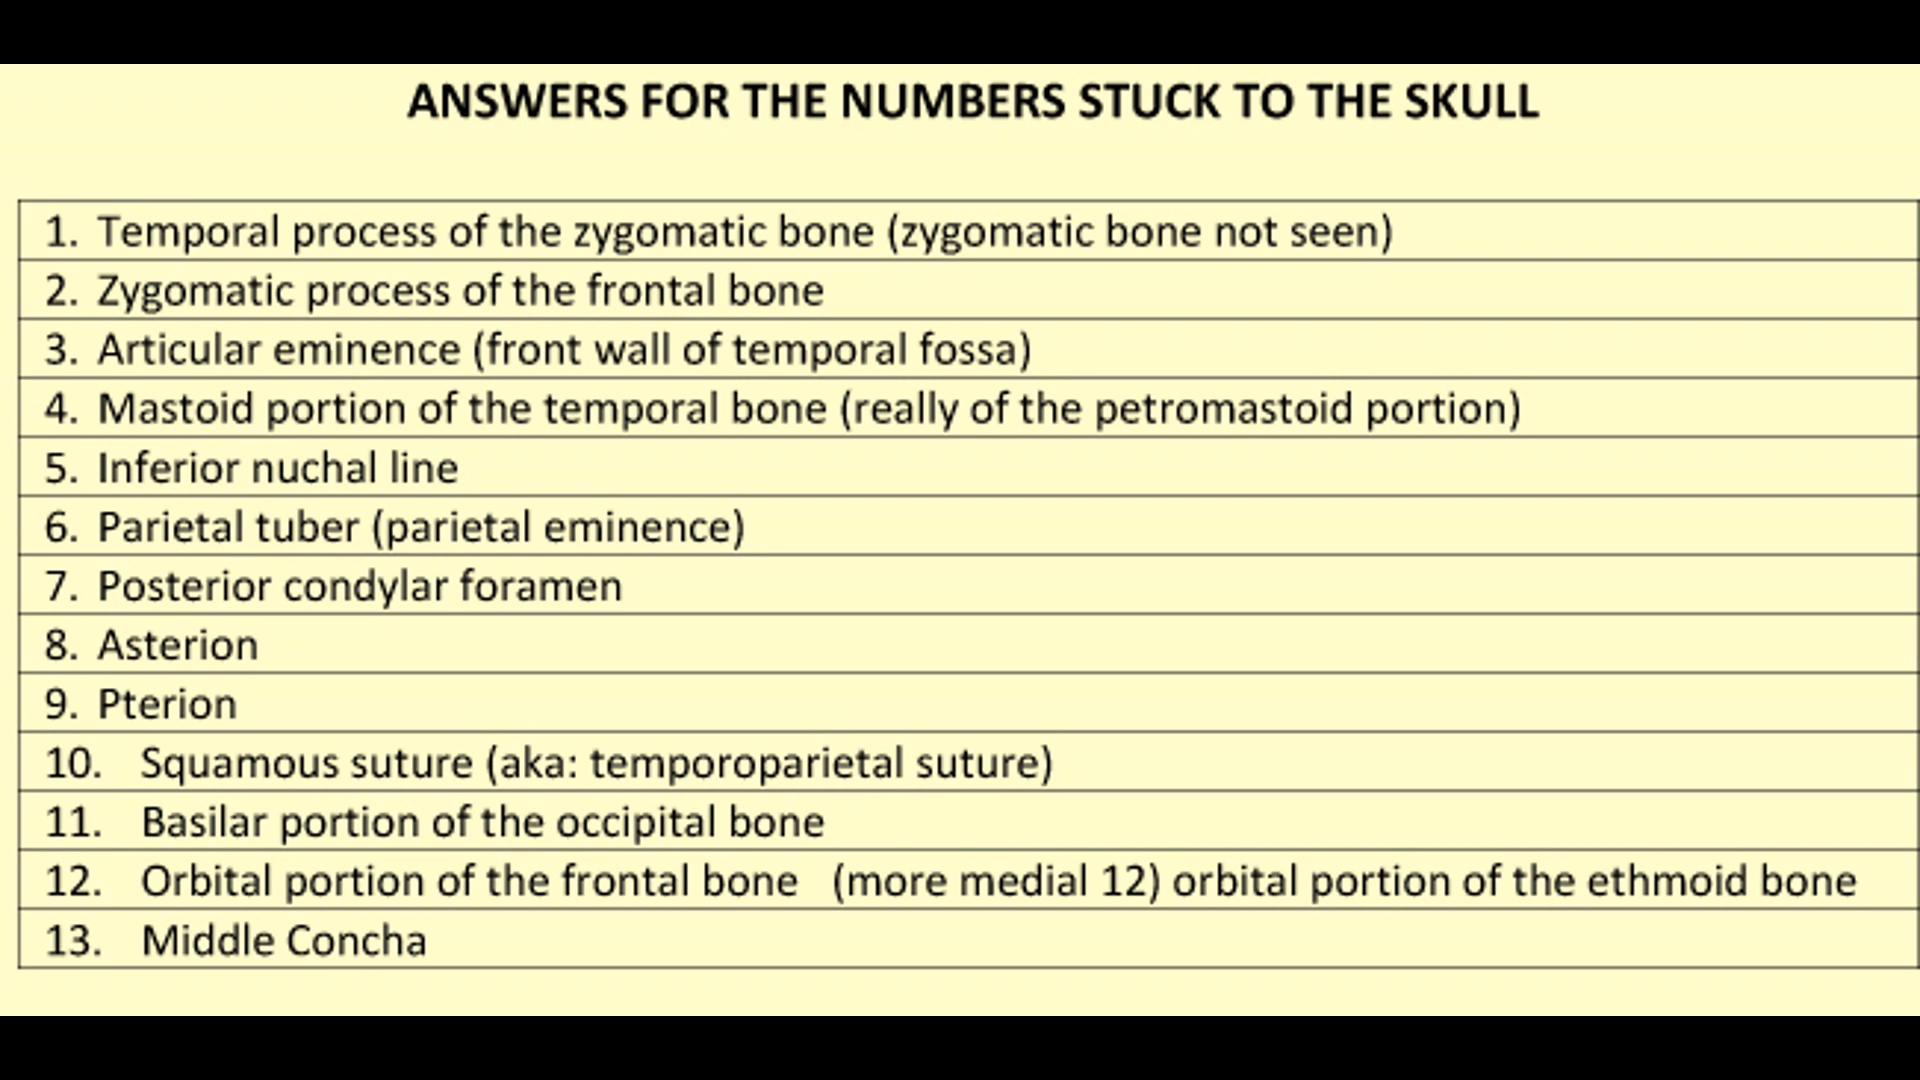 ANSWERS FOR THE NUMBERS STUCK TO THE SKULL
1. Temporal process of the zygomatic bone (zygomatic bone not seen)
2. Zygomatic process of the frontal bone
3. Articular eminence (front wall of temporal fossa)
4. Mastoid portion of the temporal bone (really of the petromastoid portion)
5. Inferior nuchal line
6. Parietal tuber (parietal eminence)
7. Posterior condylar foramen
8. Asterion
9. Pterion
10. Squamous suture (aka: temporoparietal suture)
11. Basilar portion of the occipital bone
12. Orbital portion of the frontal bone (more medial 12) orbital portion of the ethmoid bone
13. Middle Concha